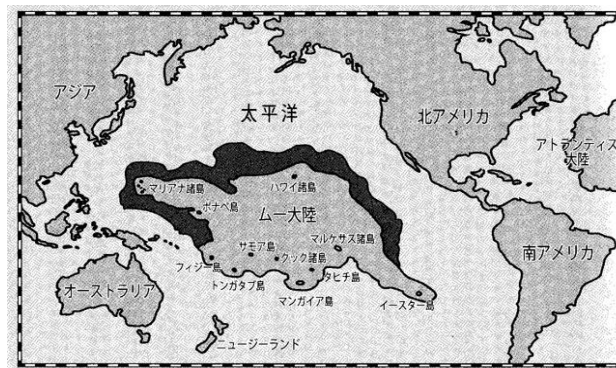 アジア
太平洋
北アメリカ
アトランティス
大陸
マリアナ諸島
ハワイ諸島
ポナペ島
ムー大陸
サモア島
マルケサス諸島
フィジー島
クック諸島
トンガタブ島
タヒチ島
マンガイア島
イースター島
南アメリカ
オーストラリア
ニュージーランド